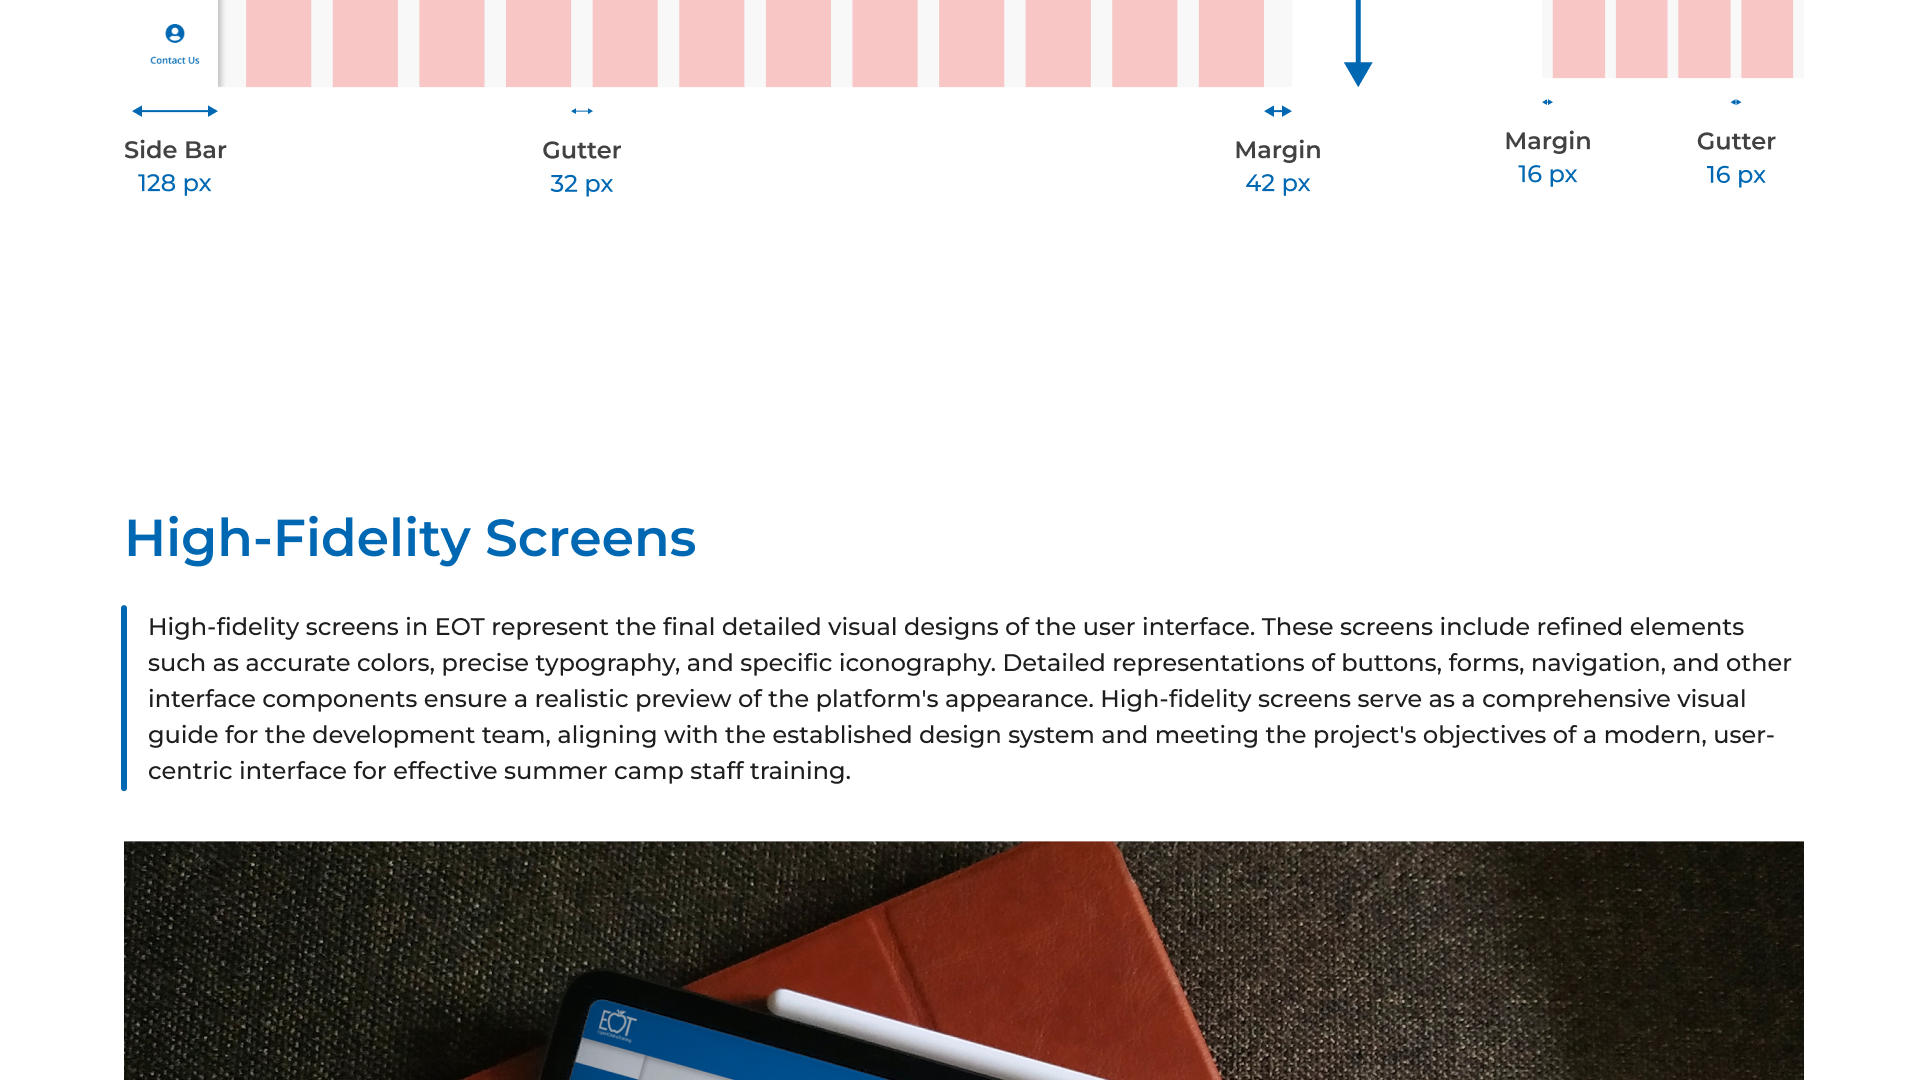 Contact Us
Side Bar
128 px
Gutter
32 px
Margin
42 px
Margin
16 px
Gutter
16 px
High-Fidelity Screens
High-fidelity screens in EOT represent the final detailed visual designs of the user interface. These screens include refined elements
such as accurate colors, precise typography, and specific iconography. Detailed representations of buttons, forms, navigation, and other
interface components ensure a realistic preview of the platform's appearance. High-fidelity screens serve as a comprehensive visual
guide for the development team, aligning with the established design system and meeting the project's objectives of a modern, user-
centric interface for effective summer camp staff training.
EOT